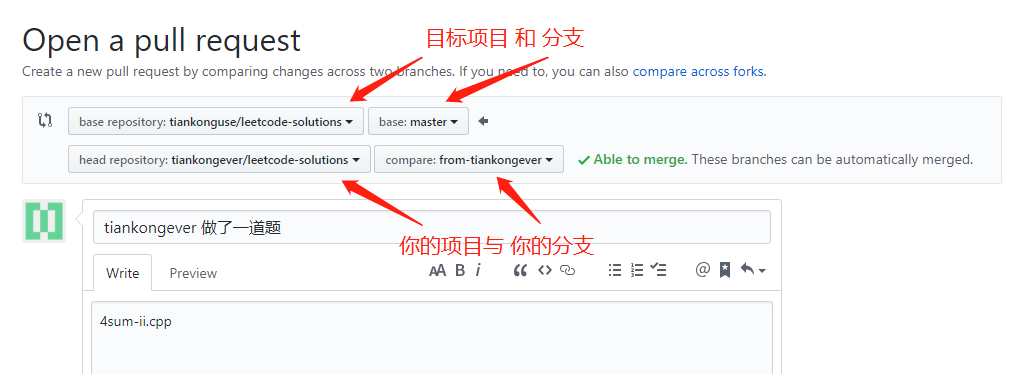 Open a pull request
目标项目 和 分支
Create a new pull request by comparing changes across two branches. If you need to, you can also compare across forks.
base repository: tiankonguse/leetcode-solutions base: master
head repository: tiankongever/leetcode-solutions compare: from-tiankongever Able to merge. These branches can be automatically merged.
tiankongever 做了一道题
你的项目与 你的分支
Write Preview AA B i “ <> @
4sum-ii.cpp